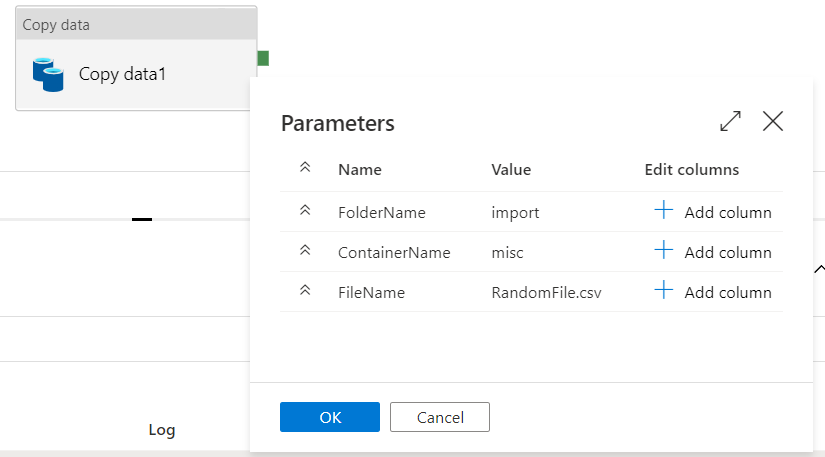 Copy data
Copy data1
Parameters
Name Value Edit columns
FolderName import Add column
ContainerName misc Add column
FileName RandomFile.csv Add column
OK Cancel
Log